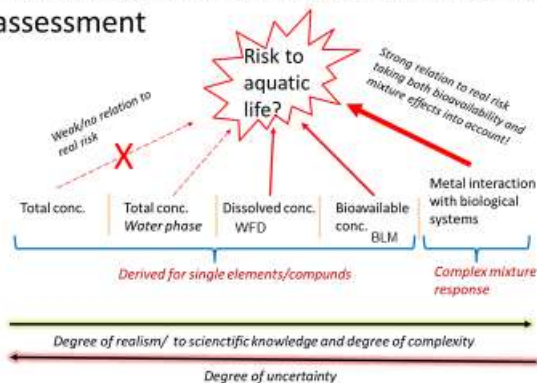 assessment
Risk to
aquatic
life?
Weak/no relation to
real risk
X
Strong relation to real risk
taking both bioavailability and
mixture effects into account!
Total conc.
Total conc.
Water phase
Dissolved conc.
WFD
Bioavailable
conc.
BLM
Metal interaction
with biological
systems
Derived for single elements/compunds
Complex mixture
response
Degree of realism/ to scienctific knowledge and degree of complexity
Degree of uncertainty